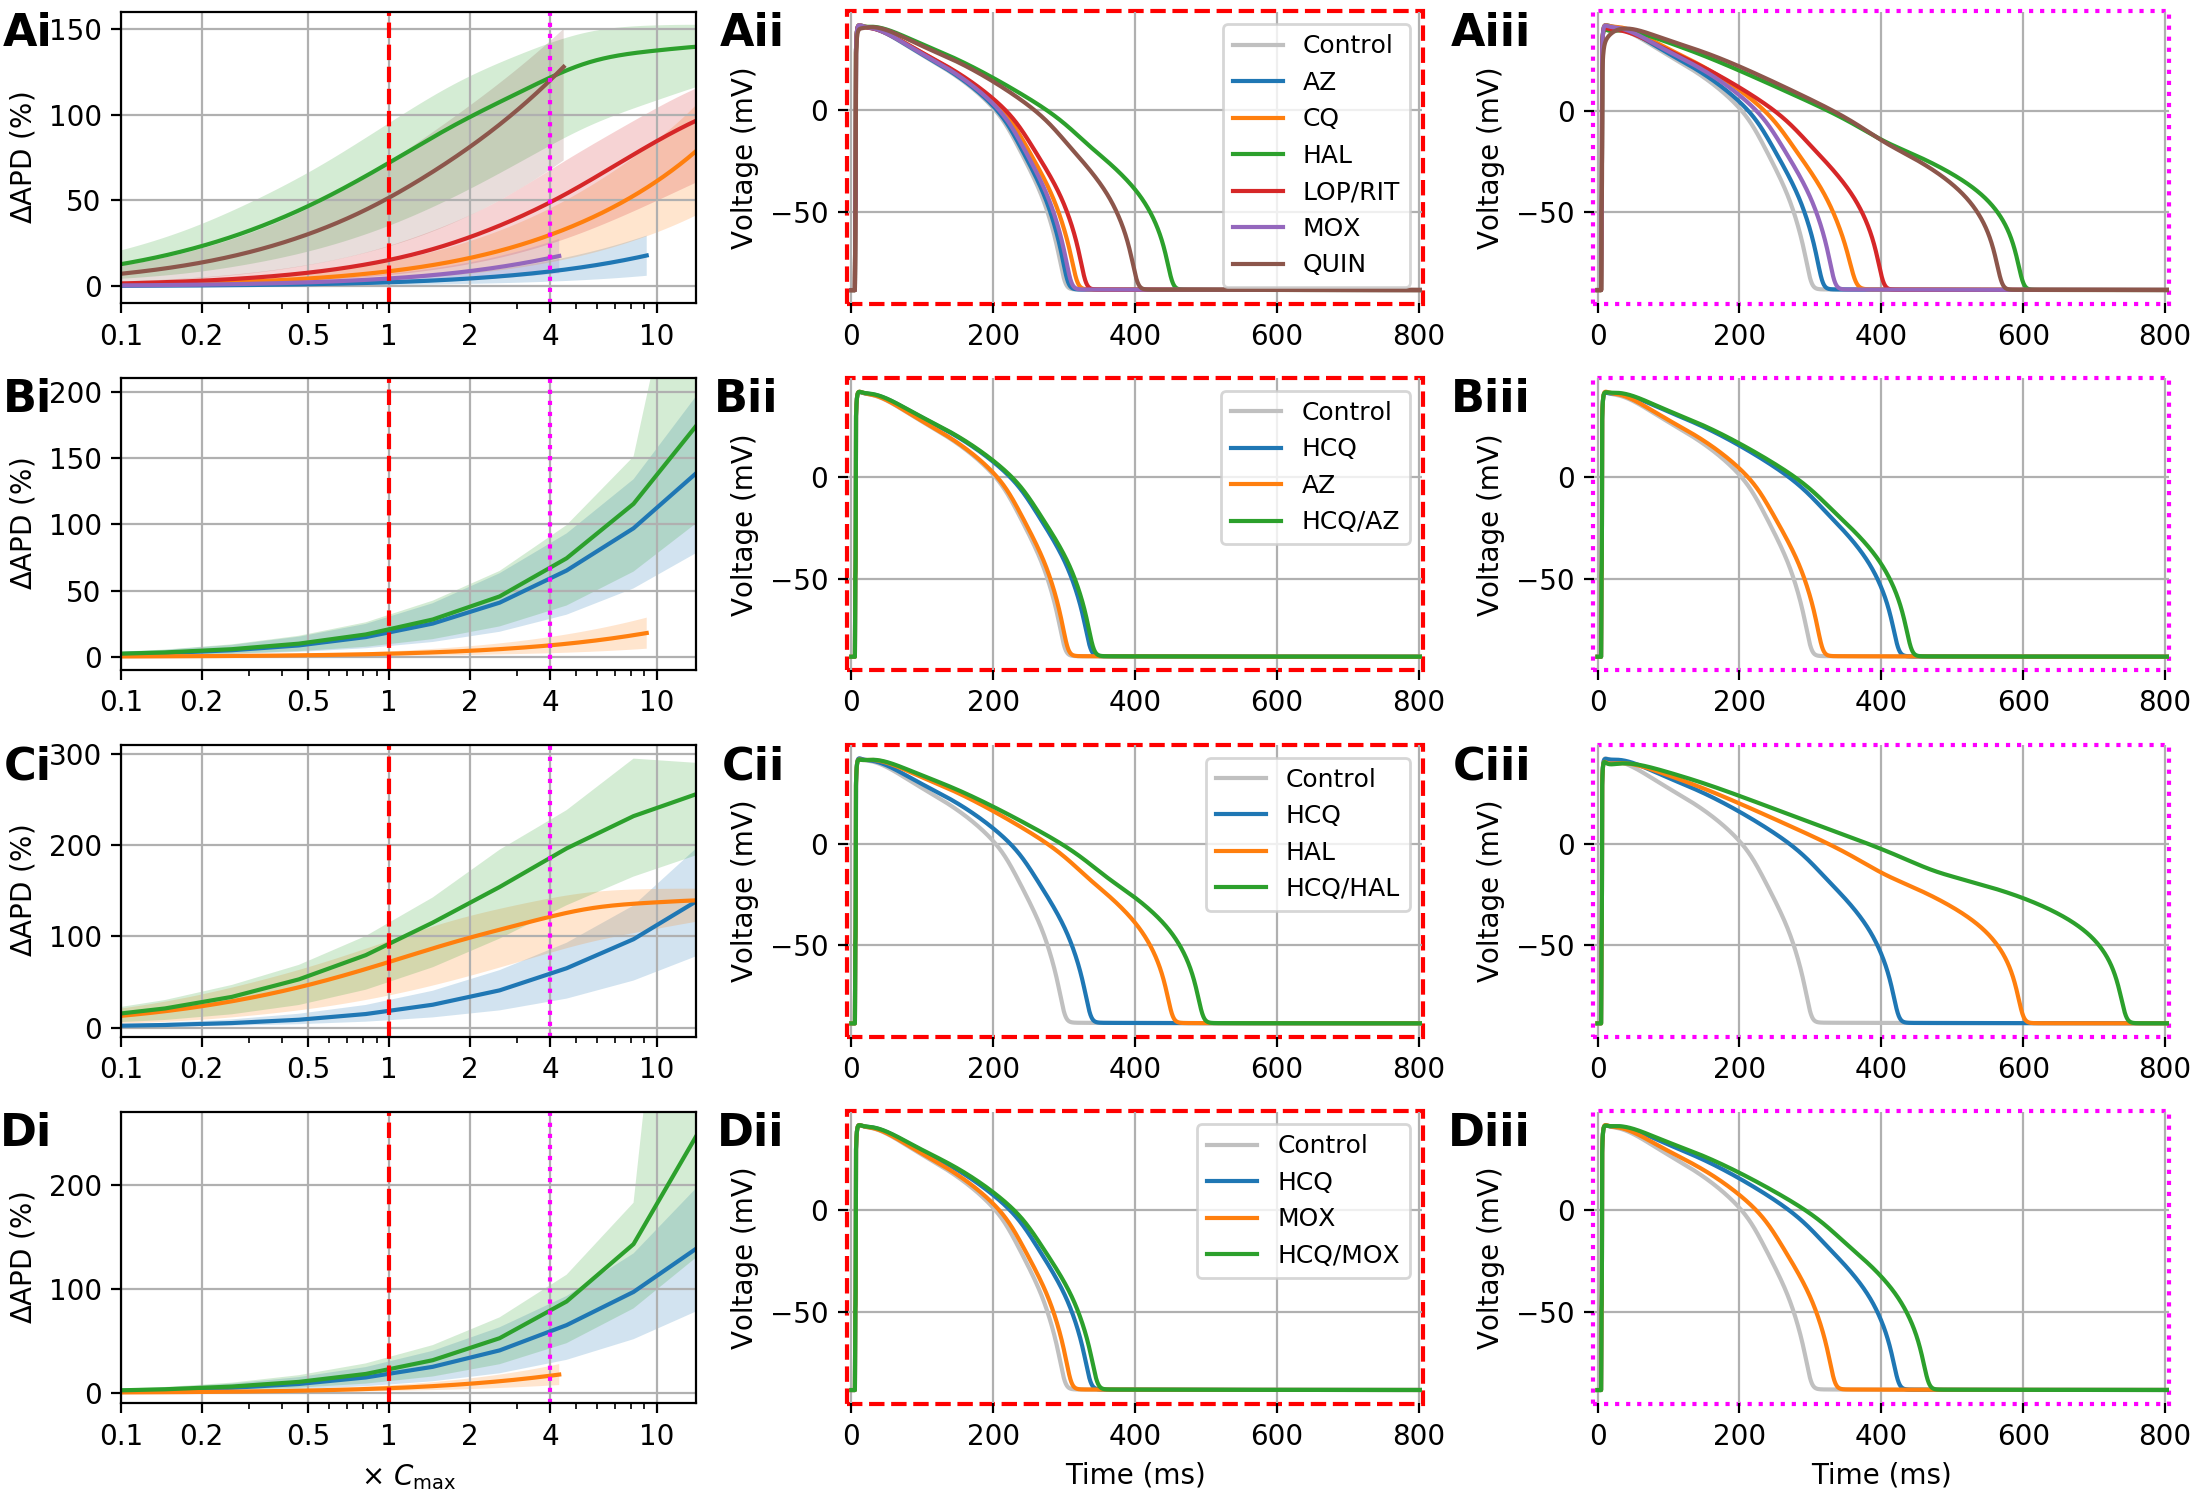 Ai
150
100
50
0
ΔAPD (%)
0.1 0.2 0.5 1 2 4 10
Aii
0
−50
Voltage (mV)
0 200 400 600 800
Control
AZ
CQ
HAL
LOP/RIT
MOX
QUIN
Aiii
0
−50
Voltage (mV)
0 200 400 600 800
Bi
200
150
100
50
0
ΔAPD (%)
0.1 0.2 0.5 1 2 4 10
Bii
0
−50
Voltage (mV)
0 200 400 600 800
Control
HCQ
AZ
HCQ/AZ
Biii
0
−50
Voltage (mV)
0 200 400 600 800
Ci
300
200
100
0
ΔAPD (%)
0.1 0.2 0.5 1 2 4 10
Cii
0
−50
Voltage (mV)
0 200 400 600 800
Control
HCQ
HAL
HCQ/HAL
Ciii
0
−50
Voltage (mV)
0 200 400 600 800
Di
200
100
0
ΔAPD (%)
0.1 0.2 0.5 1 2 4 10
× Cmax
Dii
0
−50
Voltage (mV)
0 200 400 600 800
Time (ms)
Control
HCQ
MOX
HCQ/MOX
Diii
0
−50
Voltage (mV)
0 200 400 600 800
Time (ms)